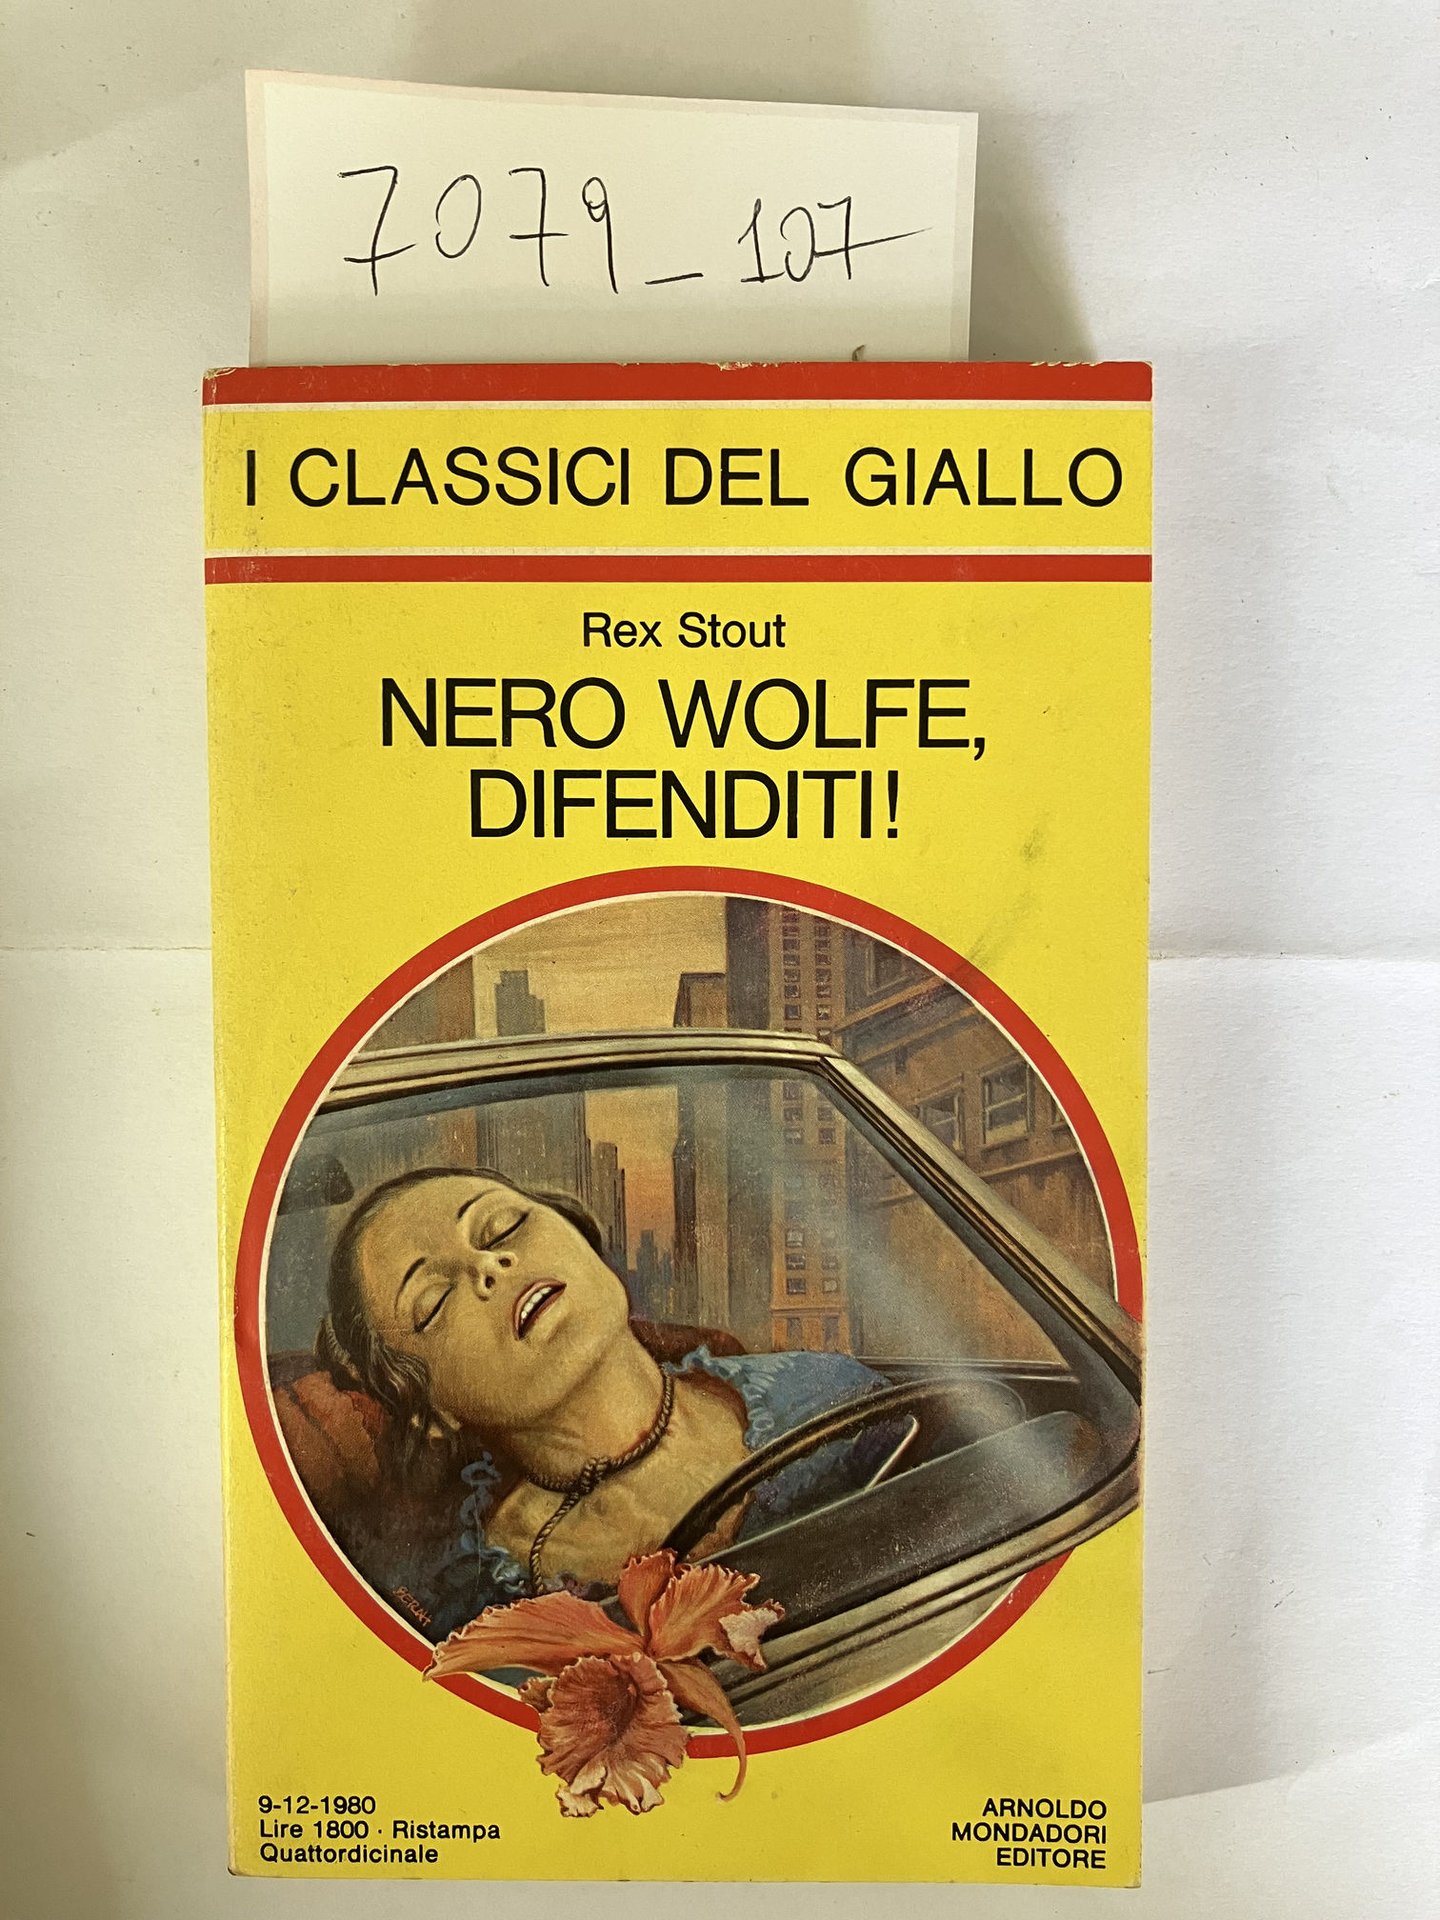 7079_107
I CLASSICI DEL GIALLO
Rex Stout
NERO WOLFE,
DIFENDITI!
9-12-1980
Lire 1800 · Ristampa
Quattordicinale
ARNOLDO
MONDADORI
EDITORE